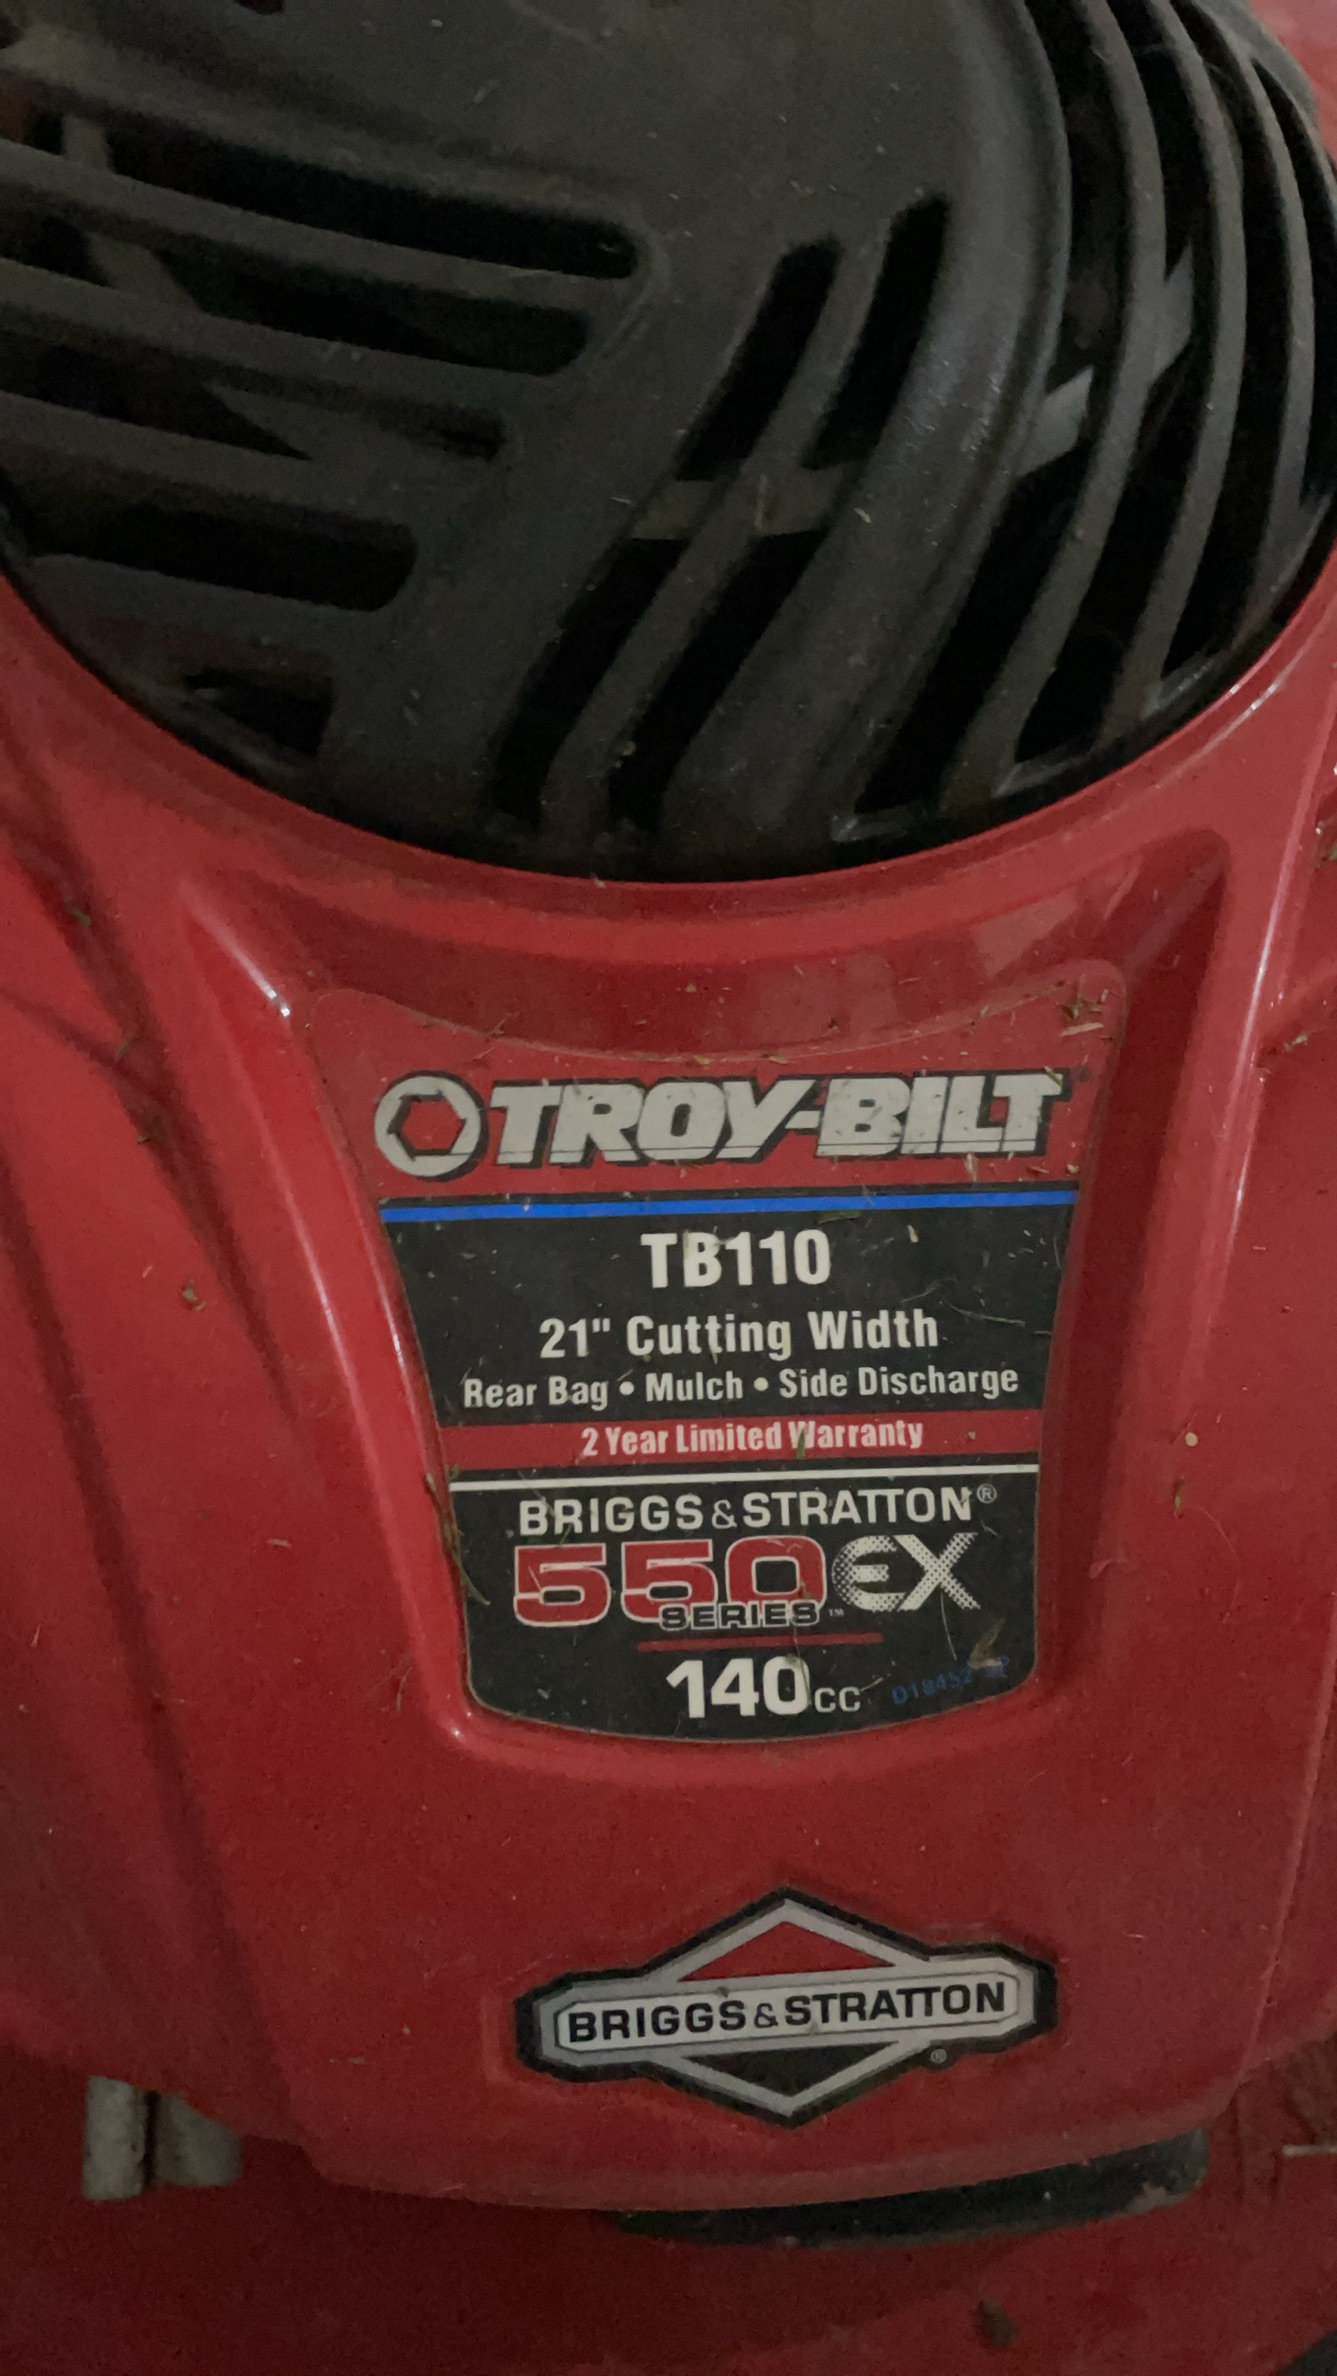 TROY-BILT
TB110
21" Cutting Width
Rear Bag • Mulch • Side Discharge
2 Year Limited Warranty
BRIGGS & STRATTON®
550 EX
SERIES™
140cc
BRIGGS & STRATTON
®